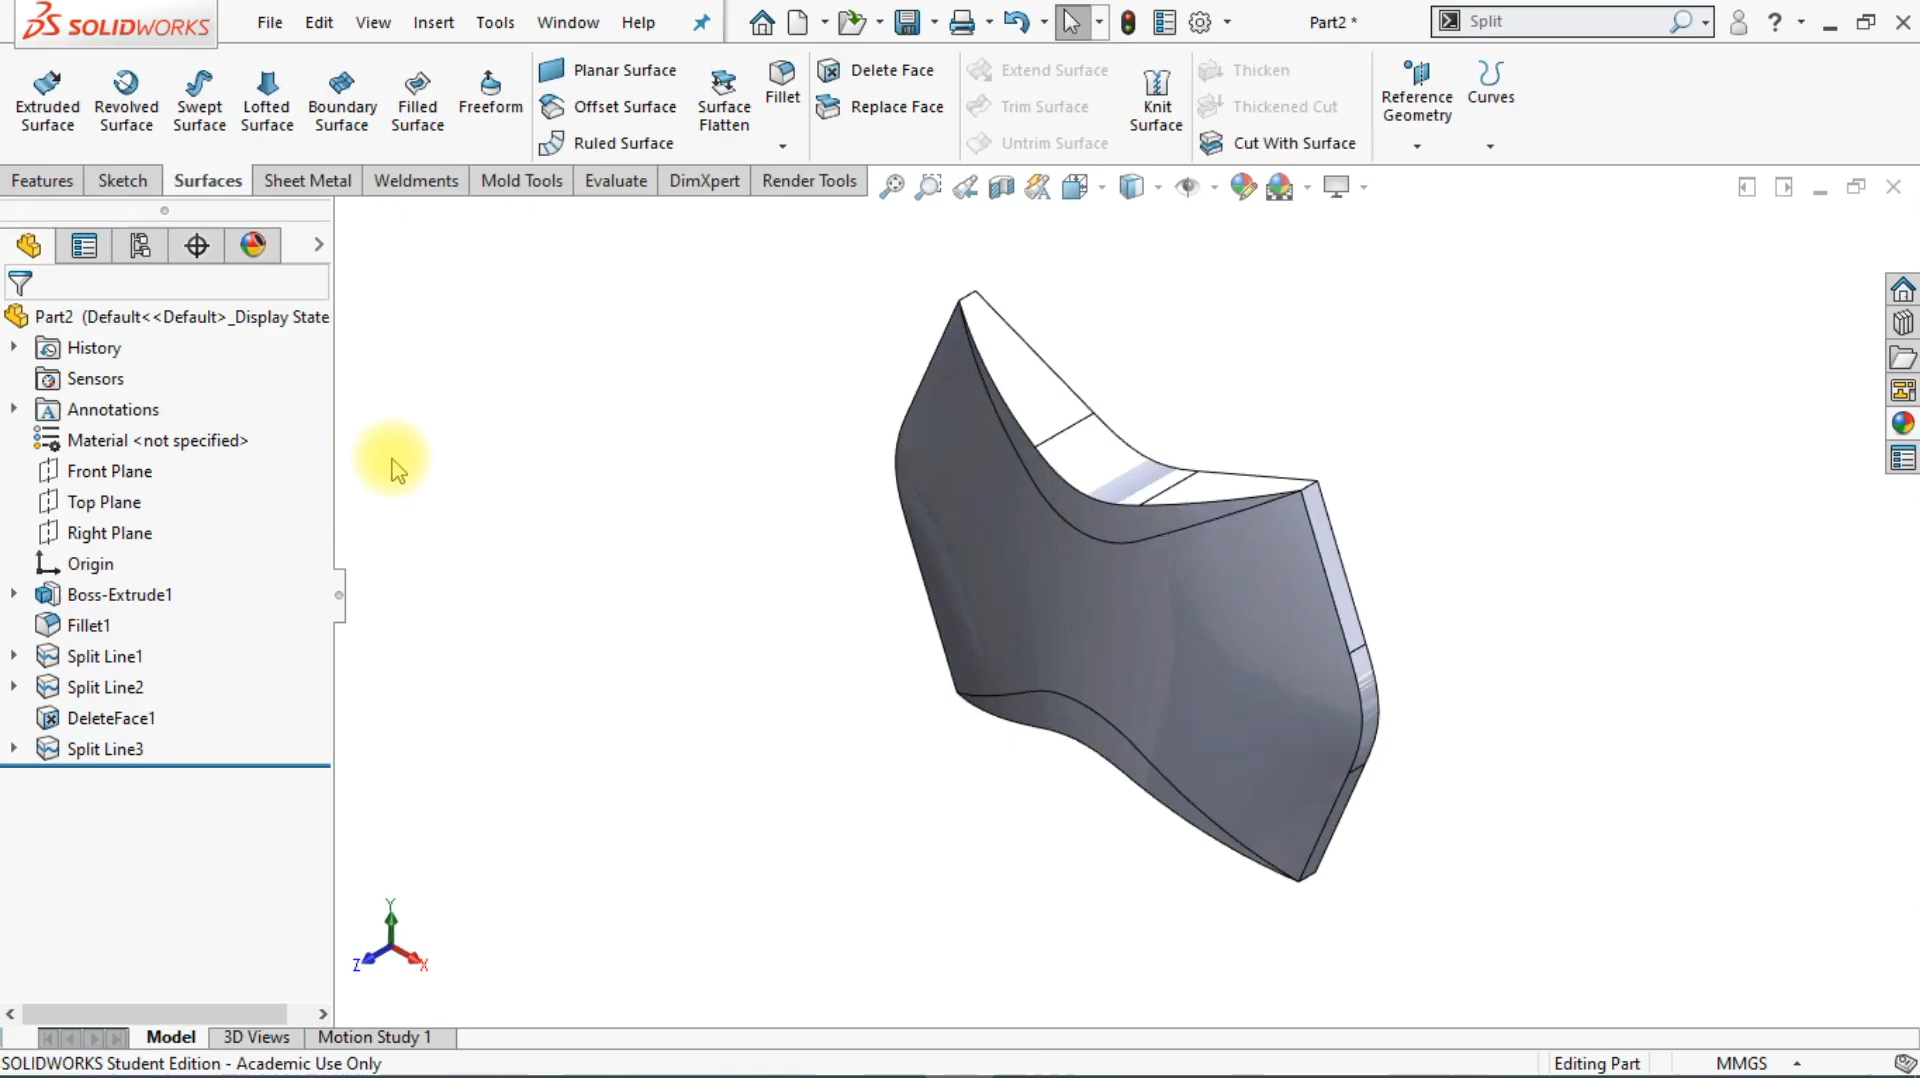 SOLIDWORKS
File Edit View Insert Tools Window Help
Part2 *
Split
Extruded Surface
Revolved Surface
Swept Surface
Lofted Surface
Boundary Surface
Filled Surface
Freeform
Planar Surface
Offset Surface
Ruled Surface
Surface Flatten
Fillet
Delete Face
Replace Face
Extend Surface
Trim Surface
Untrim Surface
Knit Surface
Thicken
Thickened Cut
Cut With Surface
Reference Geometry
Curves
Features Sketch Surfaces Sheet Metal Weldments Mold Tools Evaluate DimXpert Render Tools
Part2 (Default<<Default>_Display State
History
Sensors
Annotations
Material <not specified>
Front Plane
Top Plane
Right Plane
Origin
Boss-Extrude1
Fillet1
Split Line1
Split Line2
DeleteFace1
Split Line3
Y
Z X
Model 3D Views Motion Study 1
SOLIDWORKS Student Edition - Academic Use Only
Editing Part MMGS